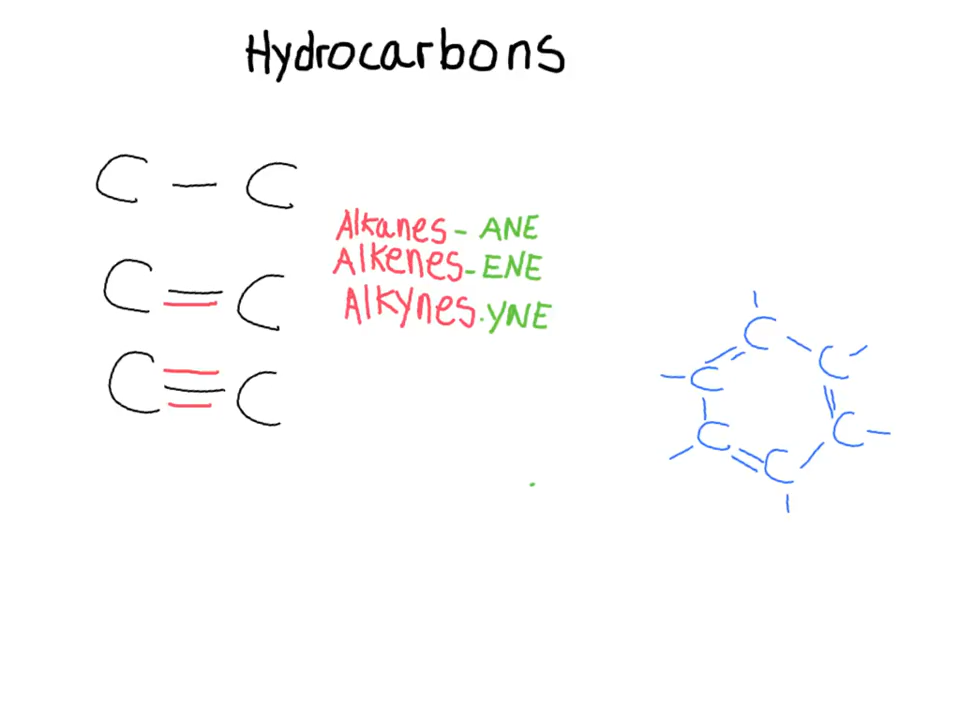 Hydrocarbons
C - C
Alkanes - ANE
Alkenes - ENE
C = C
Alkynes - YNE
C ≡ C
C
C
C
C
C
C